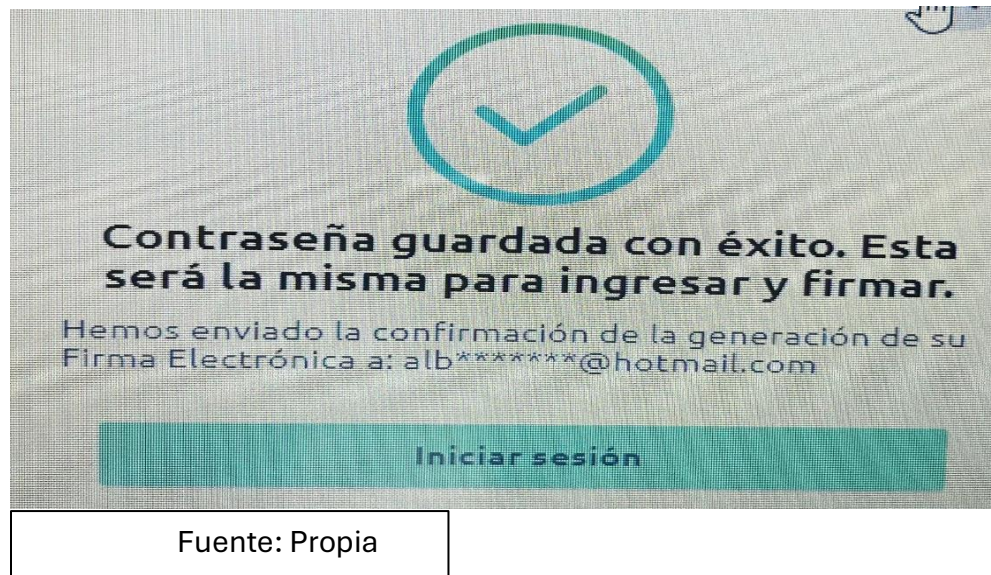 Contraseña guardada con éxito. Esta
será la misma para ingresar y firmar.
Hemos enviado la confirmación de la generación de su
Firma Electrónica a: alb*******@hotmail.com
Iniciar sesión
Fuente: Propia